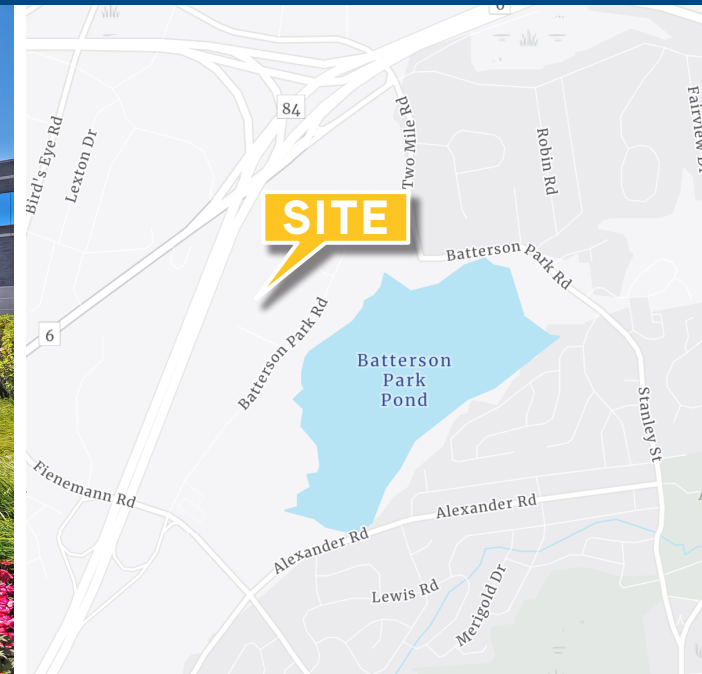 6
84
Two Mile Rd
Bird's Eye Rd
Lexton Dr
Robin Rd
Fairview Dr
SITE
Batterson Park Rd
Batterson Park Rd
6
Batterson
Park
Pond
Stanley St
Fienemann Rd
Alexander Rd
Alexander Rd
Lewis Rd
Merigold Dr